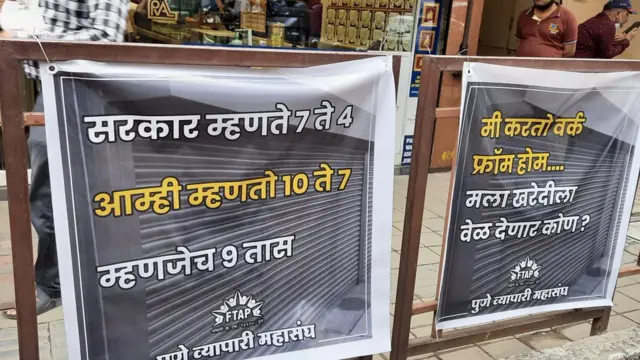 सरकार म्हणते 7 ते 4
आम्ही म्हणतो 10 ते 7
म्हणजेच 9 तास
FTAP
पुणे व्यापारी महासंघ
मी करतो वर्क
फ्रॉम होम....
मला खरेदीला
वेळ देणार कोण ?
FTAP
पुणे व्यापारी महासंघ